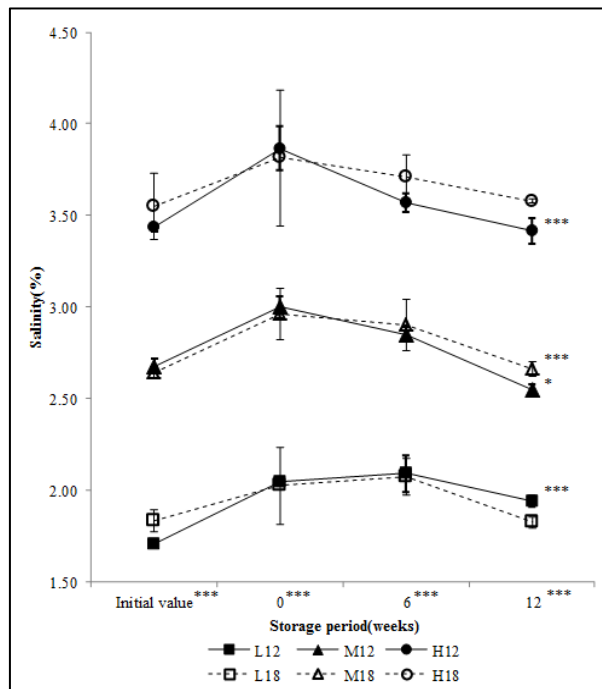 4.50
4.00
3.50
3.00
2.50
2.00
1.50
Salinity(%)
***
***
*
***
Initial value*** 0*** 6*** 12***
Storage period(weeks)
L12 M12 H12
L18 M18 H18